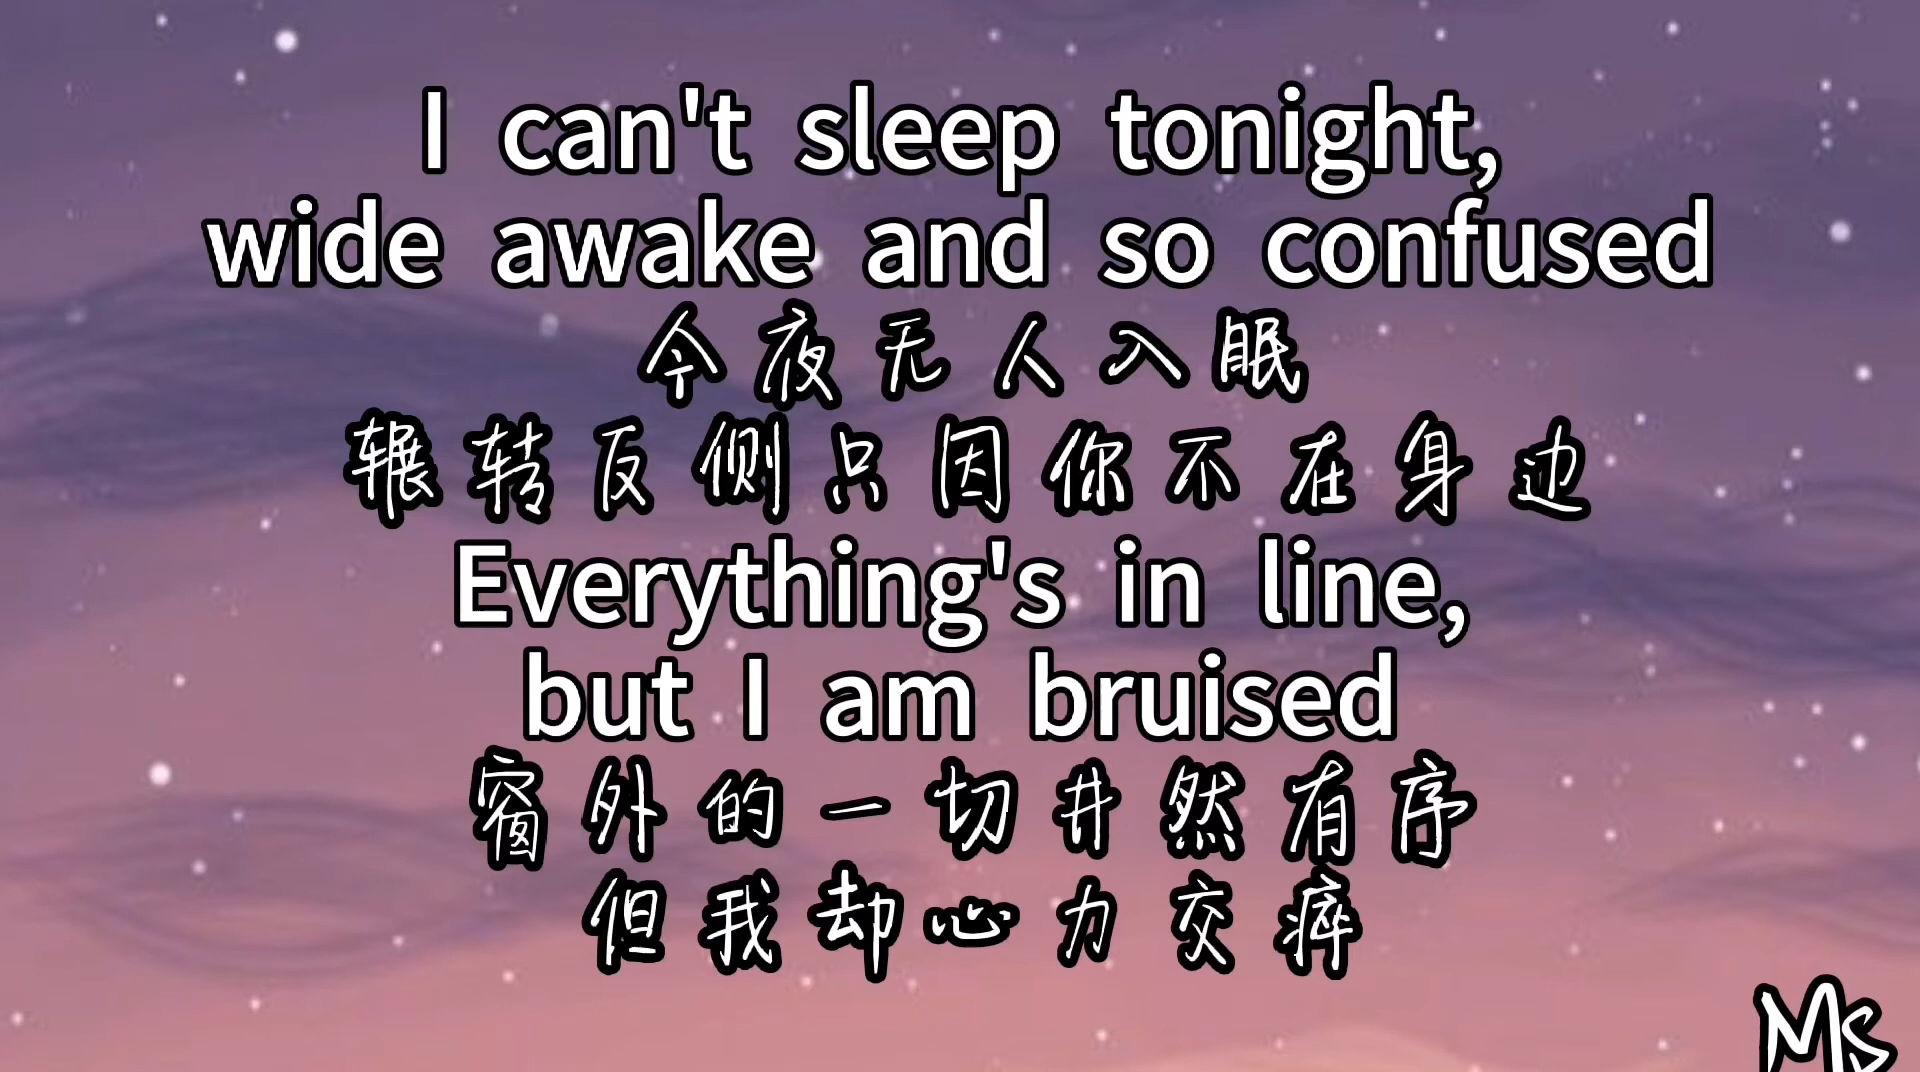 I can't sleep tonight,
wide awake and so confused
今夜无人入眠
辗转反侧只因你不在身边
Everything's in line,
but I am bruised
窗外的一切井然有序
但我却心力交瘁
Ms